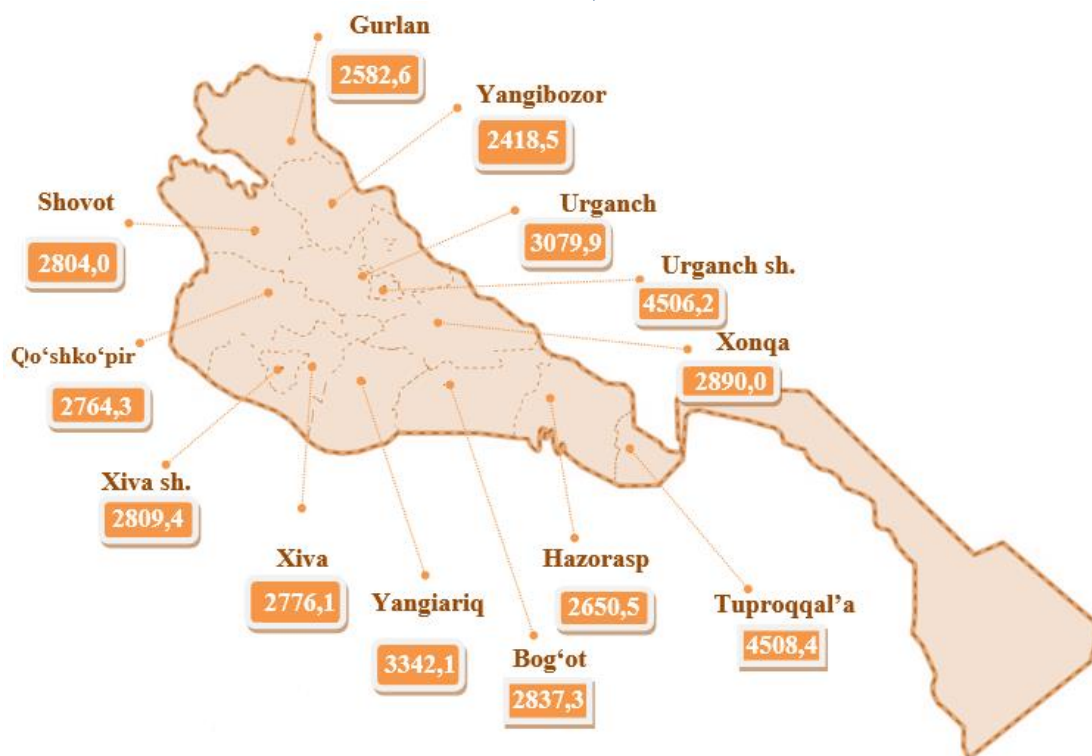 Gurlan
2582,6
Yangibozor
2418,5
Shovot
2804,0
Urganch
3079,9
Urganch sh.
4506,2
Xonqa
2890,0
Qo‘shko‘pir
2764,3
Xiva sh.
2809,4
Xiva
2776,1
Yangiariq
3342,1
Bog‘ot
2837,3
Hazorasp
2650,5
Tuproqqal’a
4508,4